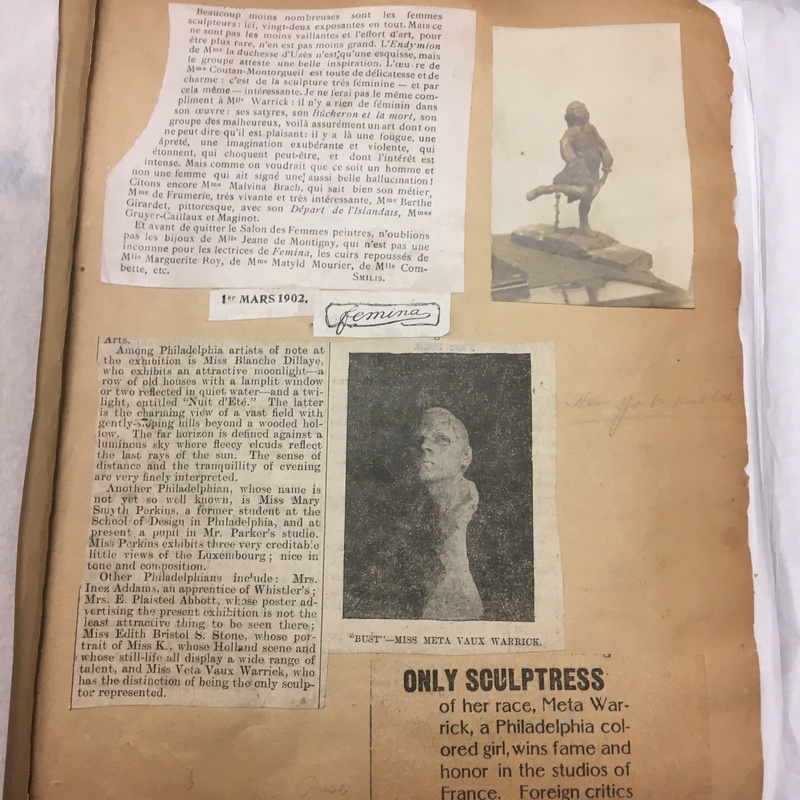 Beaucoup moins nombreuses sont les femmes
sculpteurs : ici, vingt-deux exposantes en tout. Mais ce
ne sont pas les moins vaillantes et l'effort d'art, pour
être plus rare, n'en est pas moins grand. L'Endymion
de Mme la duchesse d'Uzès n'est qu'une esquisse, mais
le groupe atteste une belle inspiration. L'œu re de
Mme Coutan-Montorgueil est toute de délicatesse et de
charme : c'est de la sculpture très féminine — et par
cela même — intéressante. Je ne ferai pas le même com-
pliment à Mlle Warrick : il n'y a rien de féminin dans
son œuvre : ses satyres, son bûcheron et la mort, son
groupe des malheureux, voilà assurément un art dont on
ne peut dire qu'il est plaisant : il y a là une fougue, une
âpreté, une imagination exubérante et violente, qui
étonnent, qui choquent peut-être, et dont l'intérêt est
intense. Mais comme on voudrait que ce soit un homme et
non une femme qui ait signé une aussi belle hallucination !
Citons encore Mme Malvina Brach, qui sait bien son métier,
Mme de Frumerie, très vivante et très intéressante, Mme Berthe
Girardet, pittoresque, avec son Départ de l'Islandais, Mmes
Gruyer-Caillaux et Maginot.
Et avant de quitter le Salon des Femmes peintres, n'oublions
pas les bijoux de Mlle Jeane de Montigny, qui n'est pas une
inconnue pour les lectrices de Femina, les cuirs repoussés de
Mlle Marguerite Roy, de Mme Matyld Mourier, de Mlle Com-
bette, etc.
SMILIS.
1er MARS 1902.
femina
Arts.
Among Philadelphia artists of note at
the exhibition is Miss Blanche Dillaye,
who exhibits an attractive moonlight—a
row of old houses with a lamplit window
or two reflected in quiet water—and a twi-
light, entitled "Nuit d'Eté." The latter
is the charming view of a vast field with
gently-sloping hills beyond a wooded hol-
low. The far horizon is defined against a
luminous sky where fleecy clouds reflect
the last rays of the sun. The sense of
distance and the tranquillity of evening
are very finely interpreted.
Another Philadelphian, whose name is
not yet so well known, is Miss Mary
Smyth Perkins, a former student at the
School of Design in Philadelphia, and at
present a pupil in Mr. Parker's studio.
Miss Perkins exhibits three very creditable
little views of the Luxembourg; nice in
tone and composition.
Other Philadelphians include: Mrs.
Inez Addams, an apprentice of Whistler's;
Mrs. E. Plaisted Abbott, whose poster ad-
vertising the present exhibition is not the
least attractive thing to be seen there;
Miss Edith Bristol S. Stone, whose por-
trait of Miss K., whose Holland scene and
whose still-life all display a wide range of
talent, and Miss Veta Vaux Warrick, who
has the distinction of being the only sculp-
tor represented.
"BUST"—MISS META VAUX WARRICK.
ONLY SCULPTRESS
of her race, Meta War-
rick, a Philadelphia col-
ored girl, wins fame and
honor in the studios of
France. Foreign critics